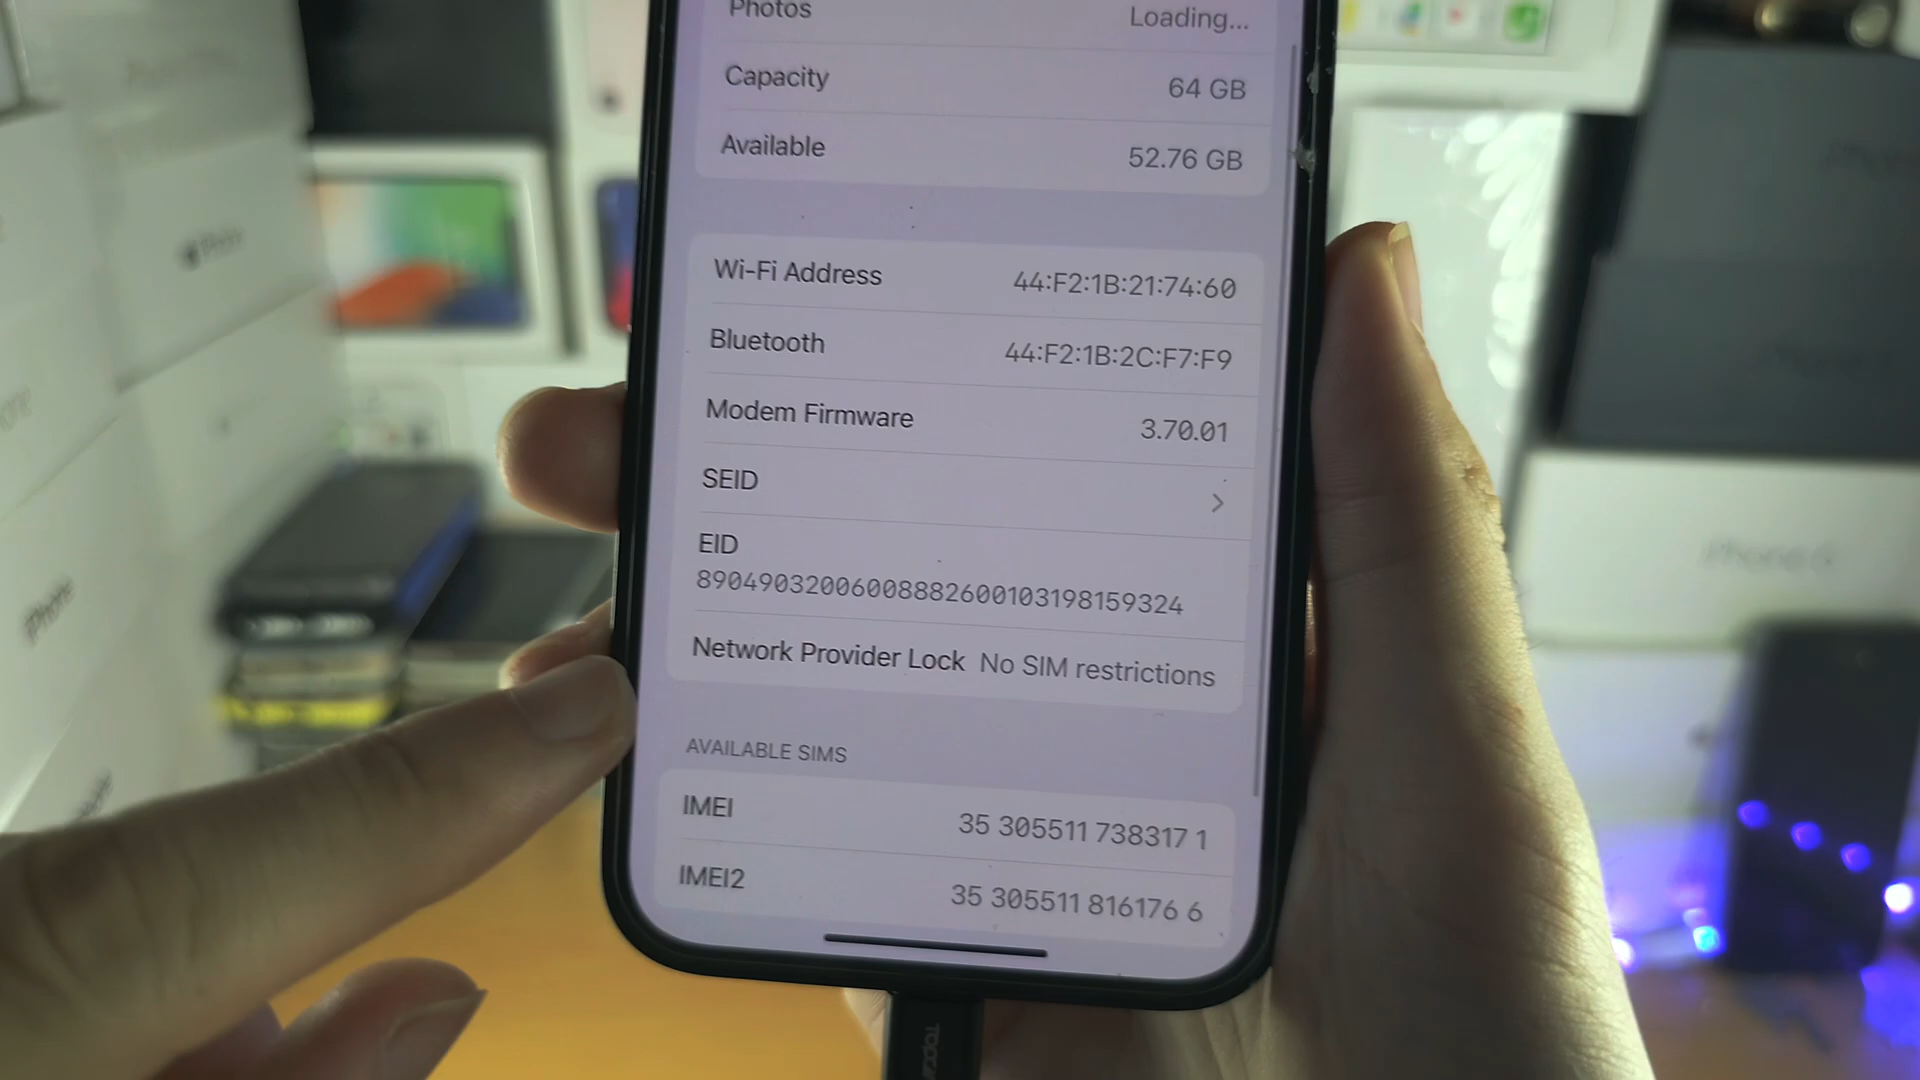 Photos Loading...
Capacity 64 GB
Available 52.76 GB
Wi-Fi Address 44:F2:1B:21:74:60
Bluetooth 44:F2:1B:2C:F7:F9
Modem Firmware 3.70.01
SEID
EID
89049032006008882600103198159324
Network Provider Lock No SIM restrictions
AVAILABLE SIMS
IMEI 35 305511 738317 1
IMEI2 35 305511 816176 6
iPhone
iPhone